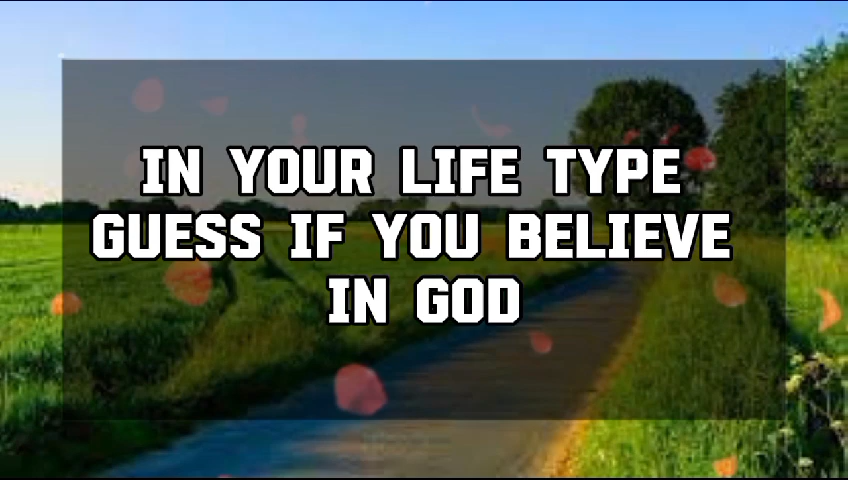 IN YOUR LIFE TYPE
GUESS IF YOU BELIEVE
IN GOD